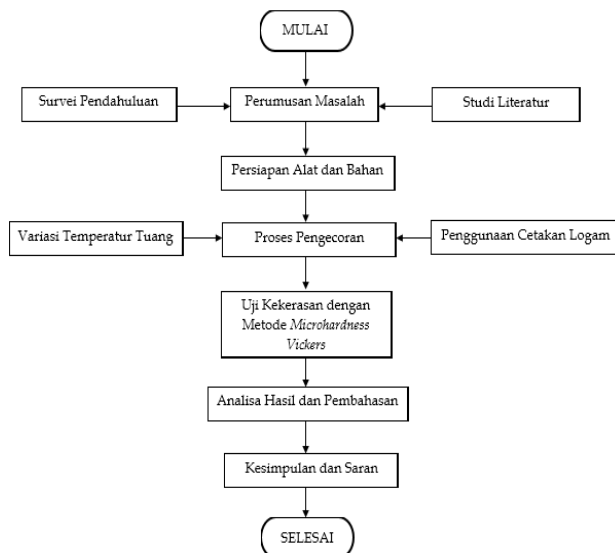 MULAI
Survei Pendahuluan
Perumusan Masalah
Studi Literatur
Persiapan Alat dan Bahan
Variasi Temperatur Tuang
Proses Pengecoran
Penggunaan Cetakan Logam
Uji Kekerasan dengan
Metode Microhardness
Vickers
Analisa Hasil dan Pembahasan
Kesimpulan dan Saran
SELESAI